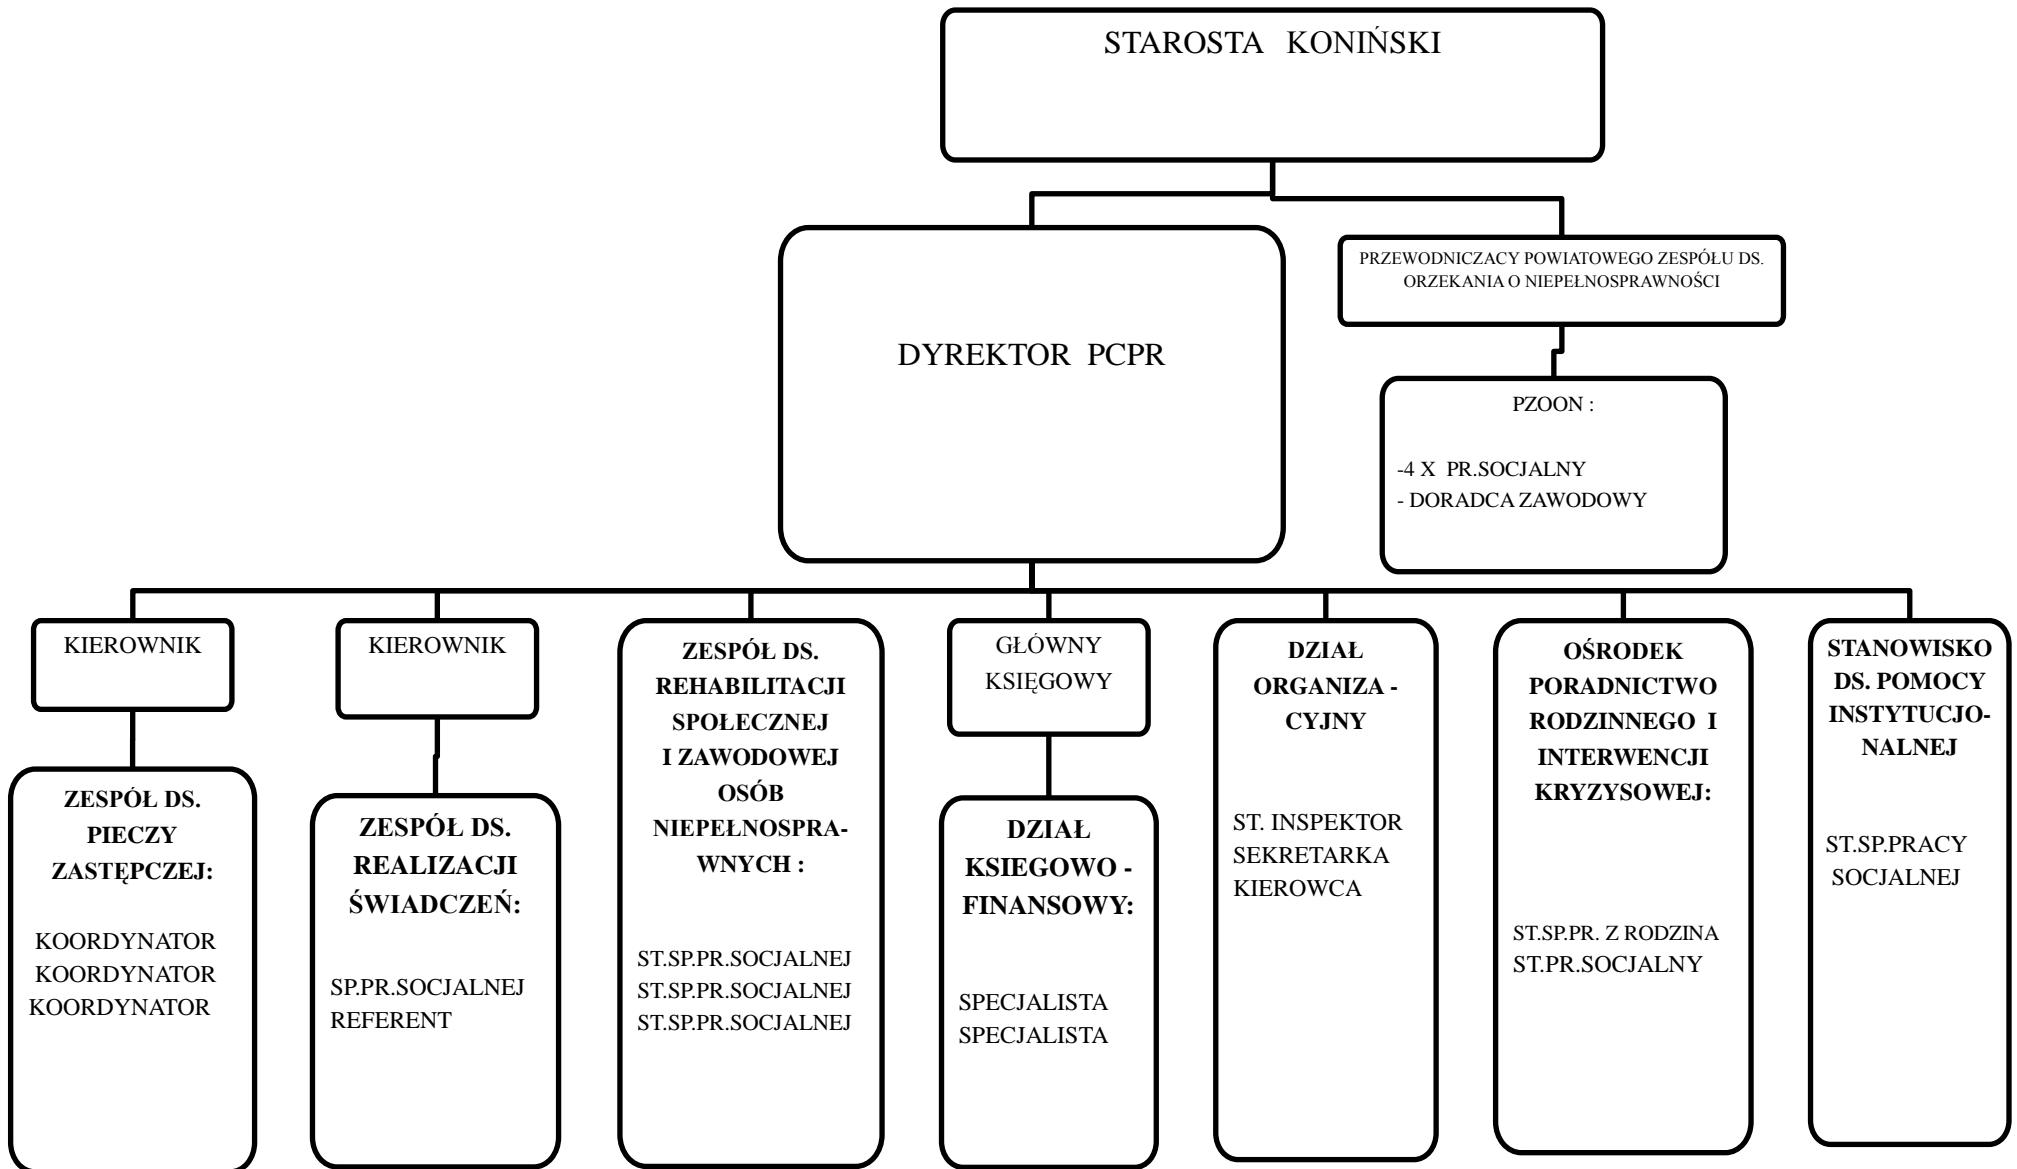 STAROSTA KONIŃSKI
PRZEWODNICZACY POWIATOWEGO ZESPÓŁU DS.
ORZEKANIA O NIEPEŁNOSPRAWNOŚCI
DYREKTOR PCPR
PZOON :
-4 X PR.SOCJALNY
- DORADCA ZAWODOWY
KIEROWNIK
ZESPÓŁ DS.
PIECZY
ZASTĘPCZEJ:
KOORDYNATOR
KOORDYNATOR
KOORDYNATOR
KIEROWNIK
ZESPÓŁ DS.
REALIZACJI
ŚWIADCZEŃ:
SP.PR.SOCJALNEJ
REFERENT
ZESPÓŁ DS.
REHABILITACJI
SPOŁECZNEJ
I ZAWODOWEJ
OSÓB
NIEPEŁNOSPRA-
WNYCH :
ST.SP.PR.SOCJALNEJ
ST.SP.PR.SOCJALNEJ
ST.SP.PR.SOCJALNEJ
GŁÓWNY
KSIĘGOWY
DZIAŁ
KSIEGOWO -
FINANSOWY:
SPECJALISTA
SPECJALISTA
DZIAŁ
ORGANIZA -
CYJNY
ST. INSPEKTOR
SEKRETARKA
KIEROWCA
OŚRODEK
PORADNICTWO
RODZINNEGO I
INTERWENCJI
KRYZYSOWEJ:
ST.SP.PR. Z RODZINA
ST.PR.SOCJALNY
STANOWISKO
DS. POMOCY
INSTYTUCJO-
NALNEJ
ST.SP.PRACY
SOCJALNEJ